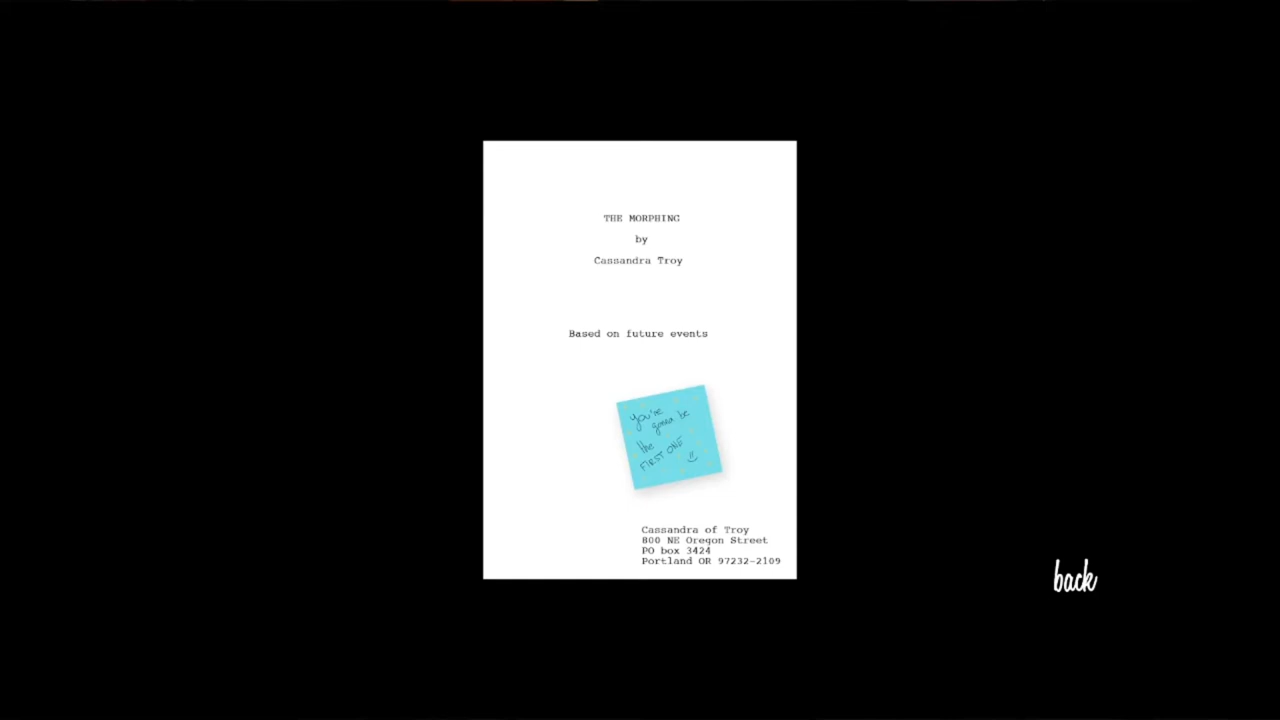 THE MORPHING
by
Cassandra Troy
Based on future events
you're
gonna be
the
FIRST ONE
Cassandra of Troy
800 NE Oregon Street
PO box 3424
Portland OR 97232-2109
back